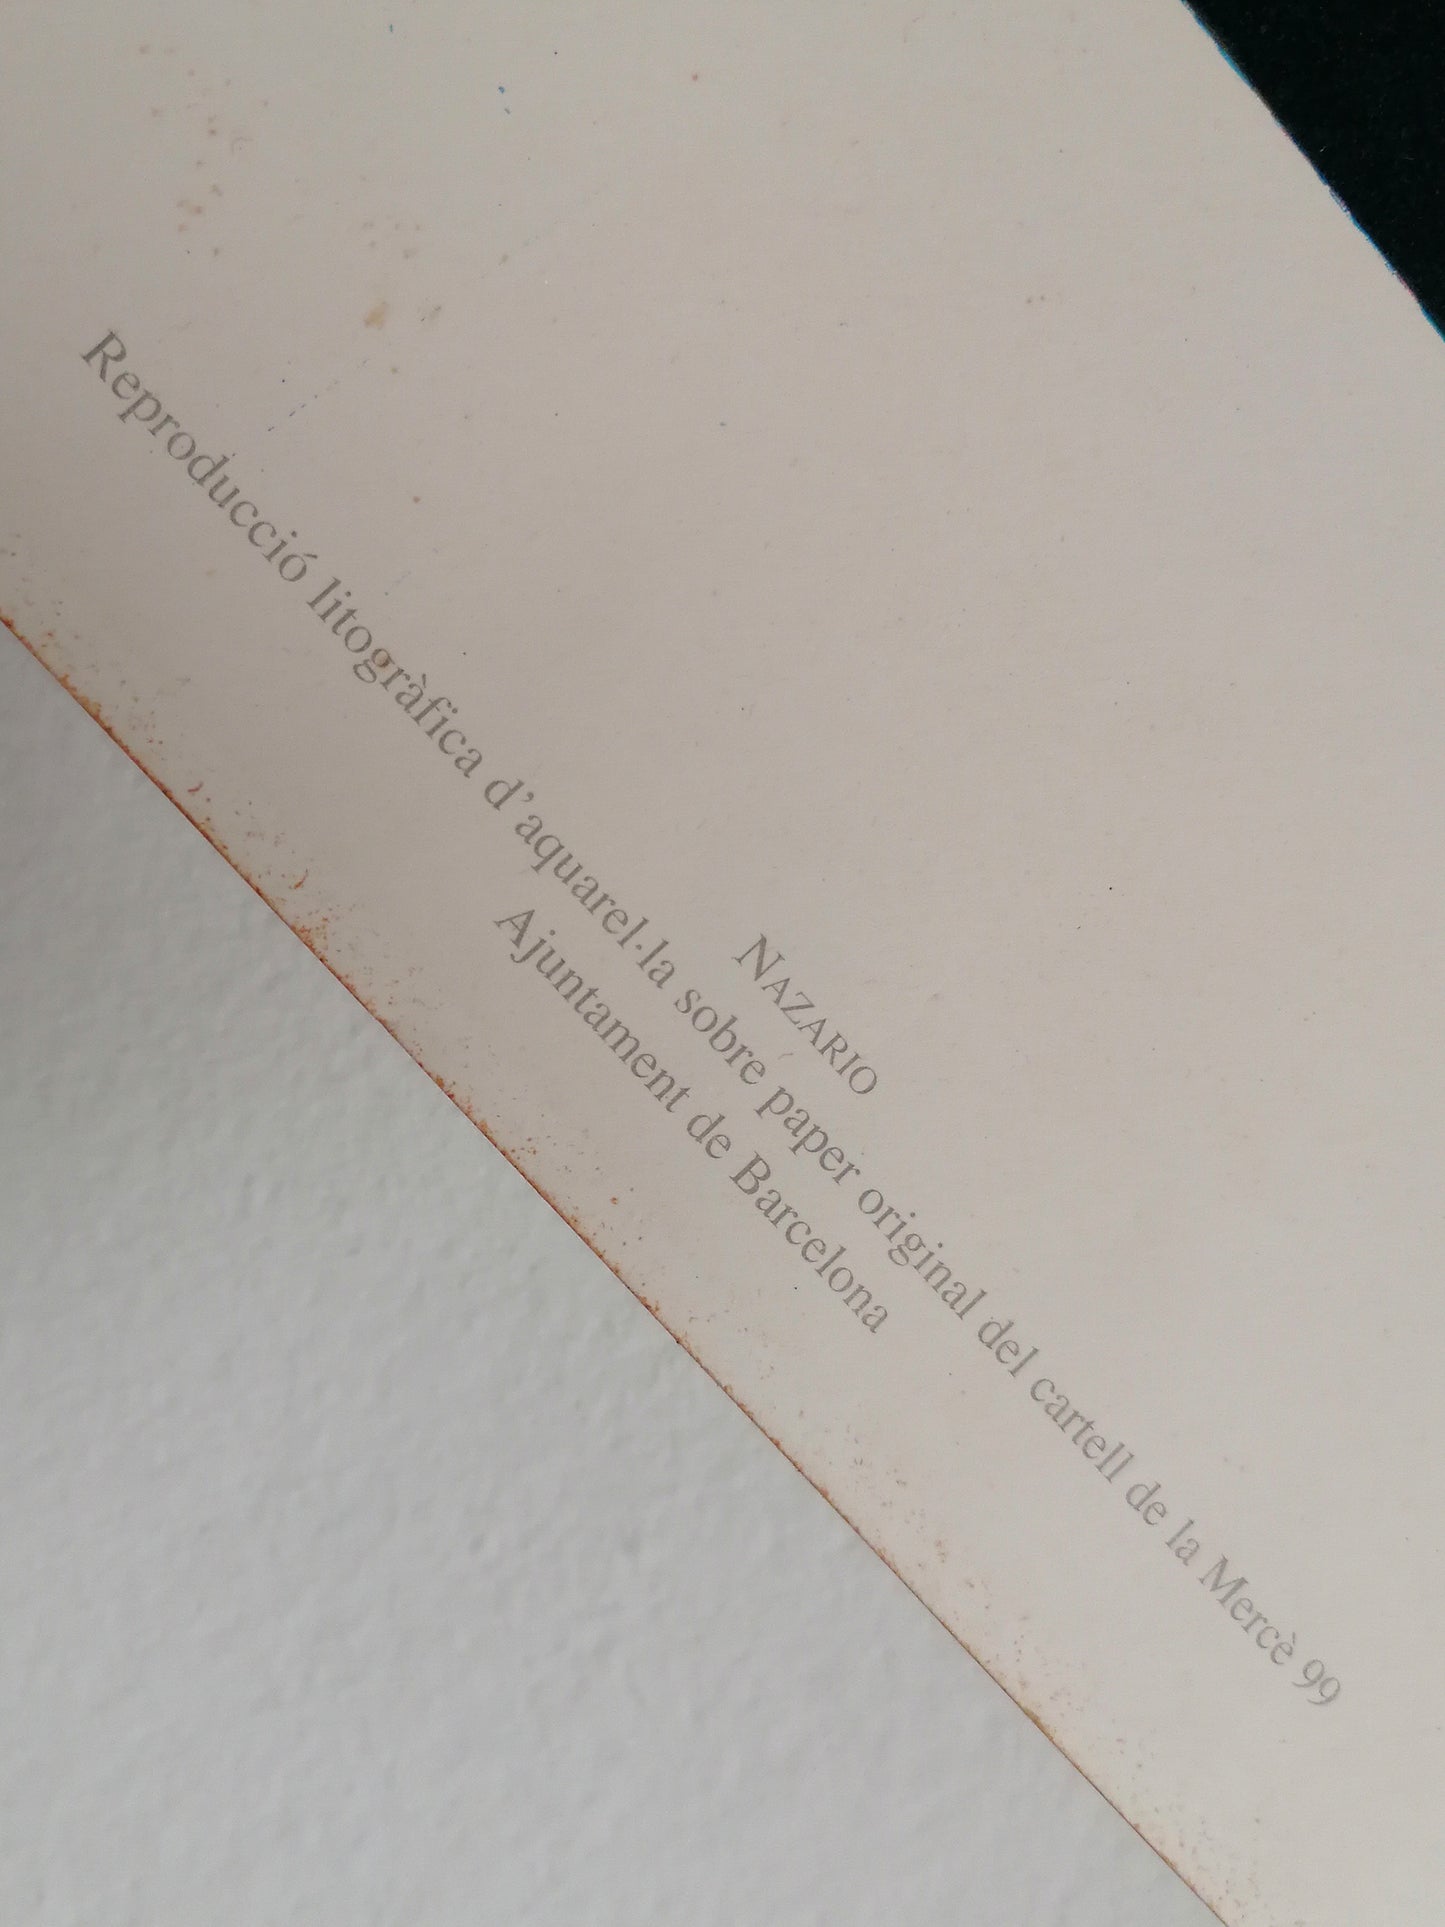 NAZARIO
Reproducció litogràfica d'aquarel·la sobre paper original del cartell de la Mercè 99
Ajuntament de Barcelona